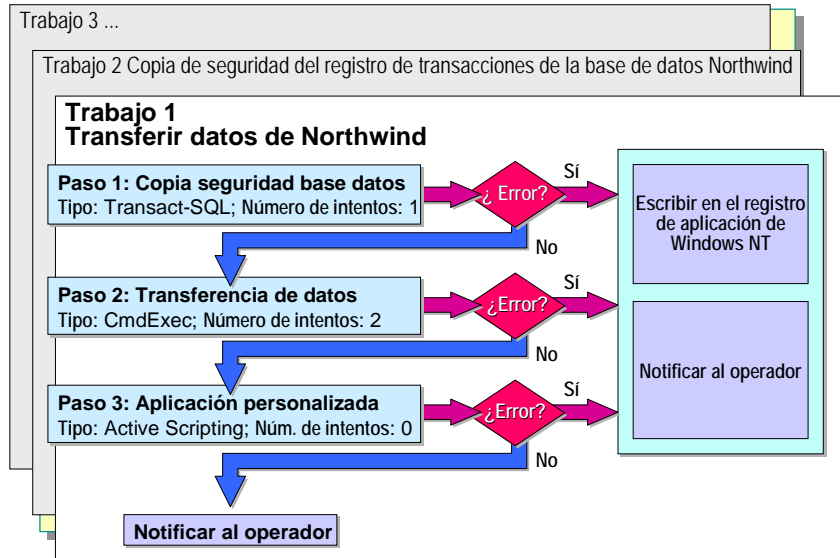 Trabajo 3 ...
Trabajo 2 Copia de seguridad del registro de transacciones de la base de datos Northwind
Trabajo 1
Transferir datos de Northwind
Paso 1: Copia seguridad base datos
Tipo: Transact-SQL; Número de intentos: 1
¿ Error?
Sí
No
Escribir en el registro
de aplicación de
Windows NT
Paso 2: Transferencia de datos
Tipo: CmdExec; Número de intentos: 2
¿Error?
Sí
No
Notificar al operador
Paso 3: Aplicación personalizada
Tipo: Active Scripting; Núm. de intentos: 0
¿Error?
Sí
No
Notificar al operador